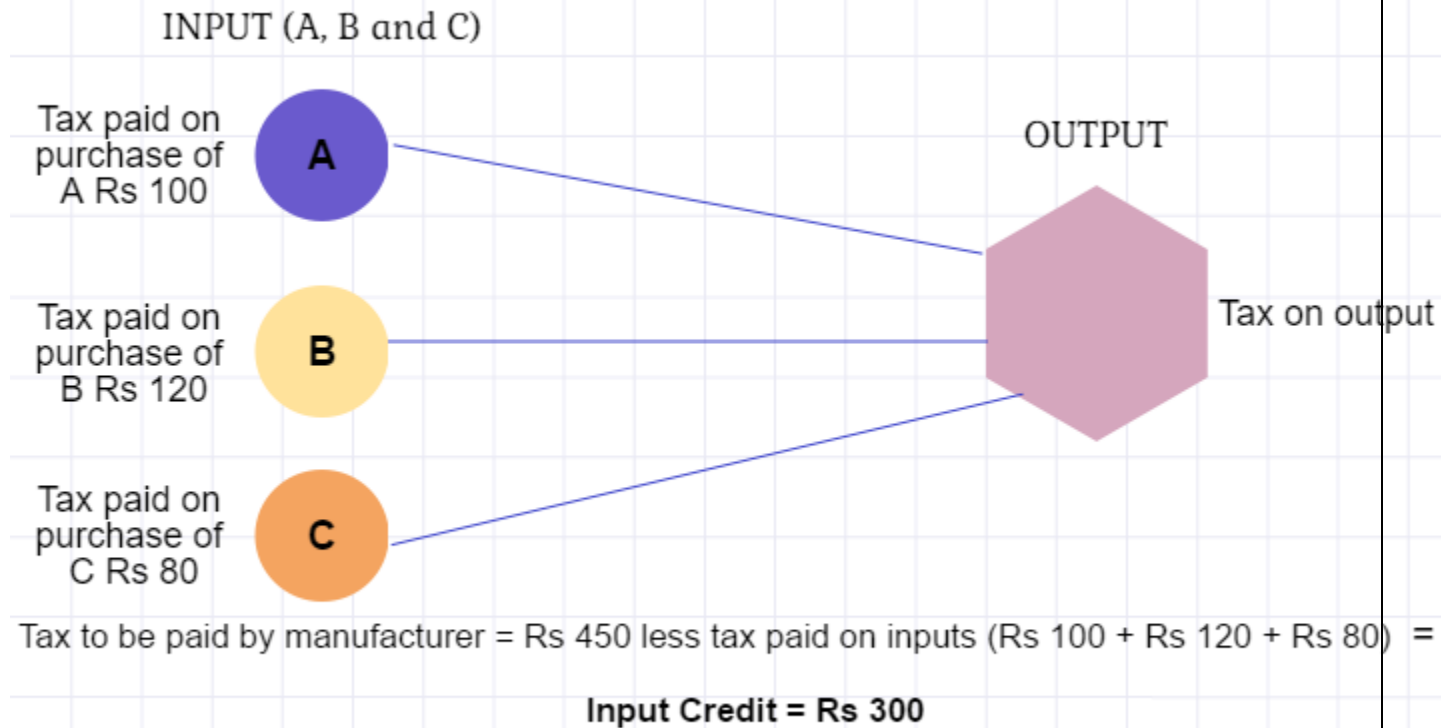 INPUT (A, B and C)
Tax paid on
purchase of
A Rs 100
A
OUTPUT
Tax paid on
purchase of
B Rs 120
B
Tax on output
Tax paid on
purchase of
C Rs 80
C
Tax to be paid by manufacturer = Rs 450 less tax paid on inputs (Rs 100 + Rs 120 + Rs 80) =
Input Credit = Rs 300